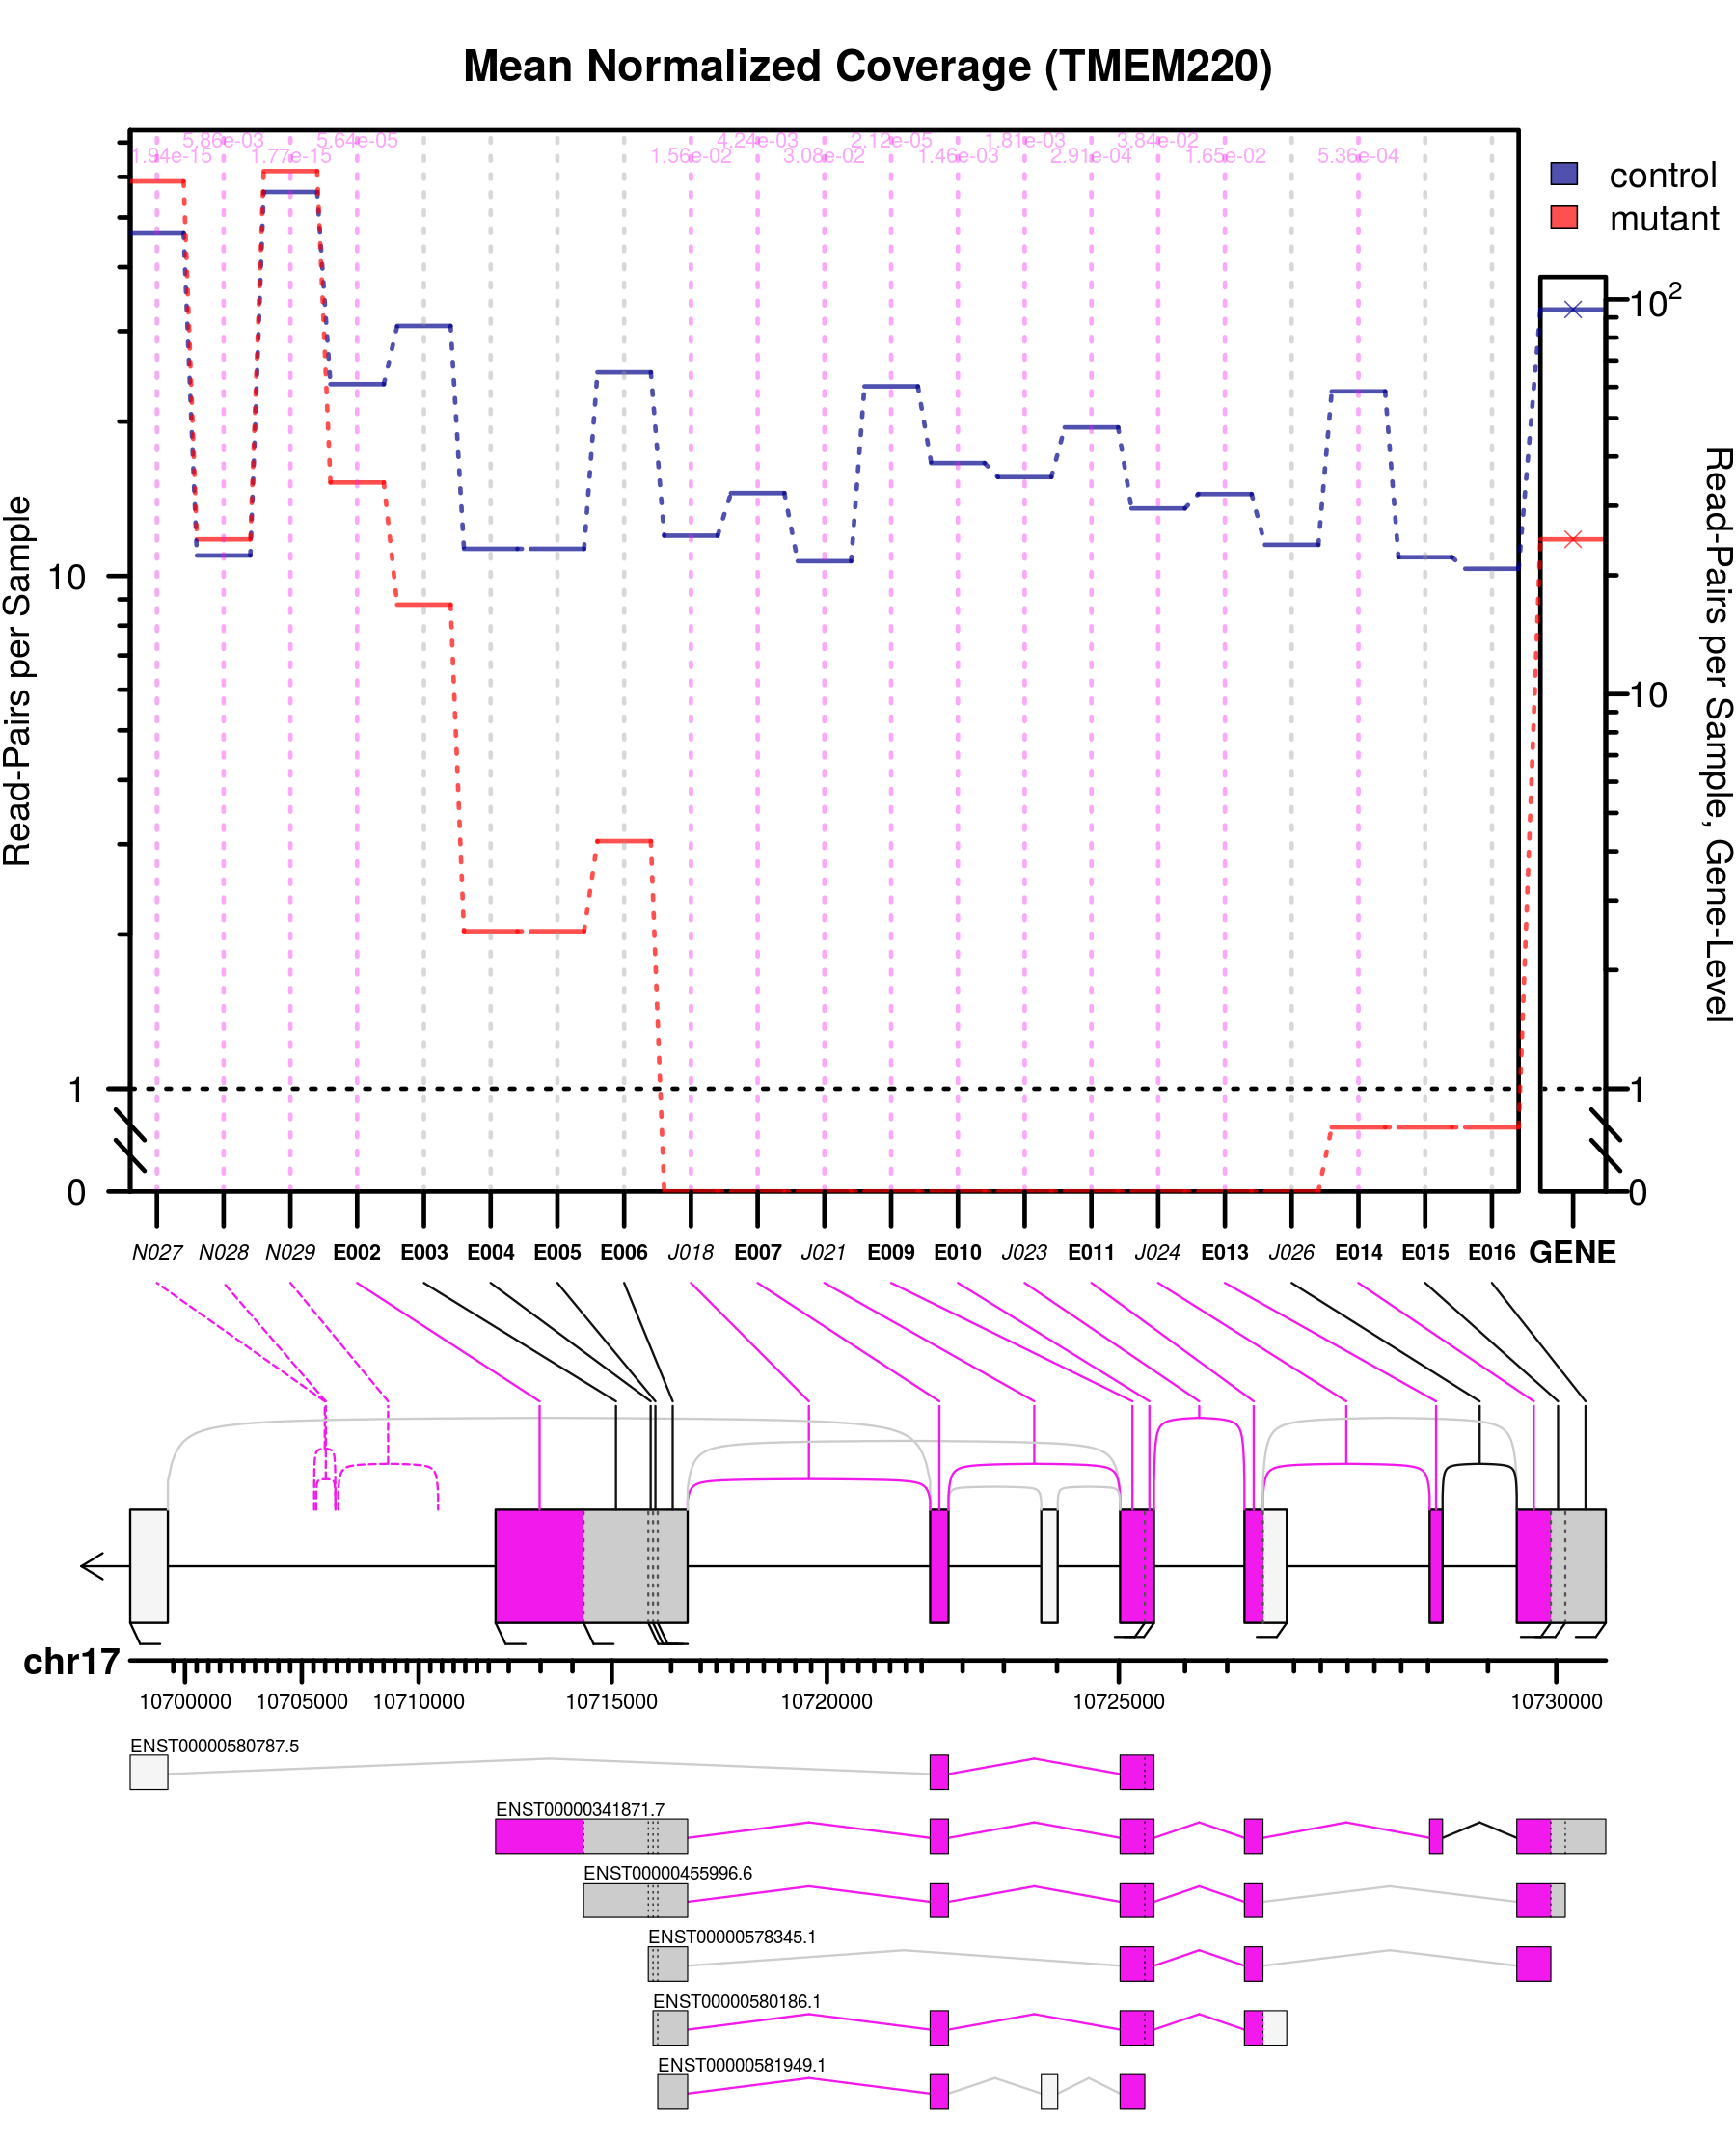 Mean Normalized Coverage (TMEM220)
5.86e-03 5.64e-05 4.24e-03 2.12e-05 1.81e-03 3.84e-02
1.94e-15 1.77e-15 1.56e-02 3.08e-02 1.46e-03 2.91e-04 1.65e-02 5.36e-04
control
mutant
Read-Pairs per Sample
10
1
0
10²
10
1
0
Read-Pairs per Sample, Gene-Level
N027 N028 N029 E002 E003 E004 E005 E006 J018 E007 J021 E009 E010 J023 E011 J024 E013 J026 E014 E015 E016 GENE
chr17
10700000 10705000 10710000 10715000 10720000 10725000 10730000
ENST00000580787.5
ENST00000341871.7
ENST00000455996.6
ENST00000578345.1
ENST00000580186.1
ENST00000581949.1